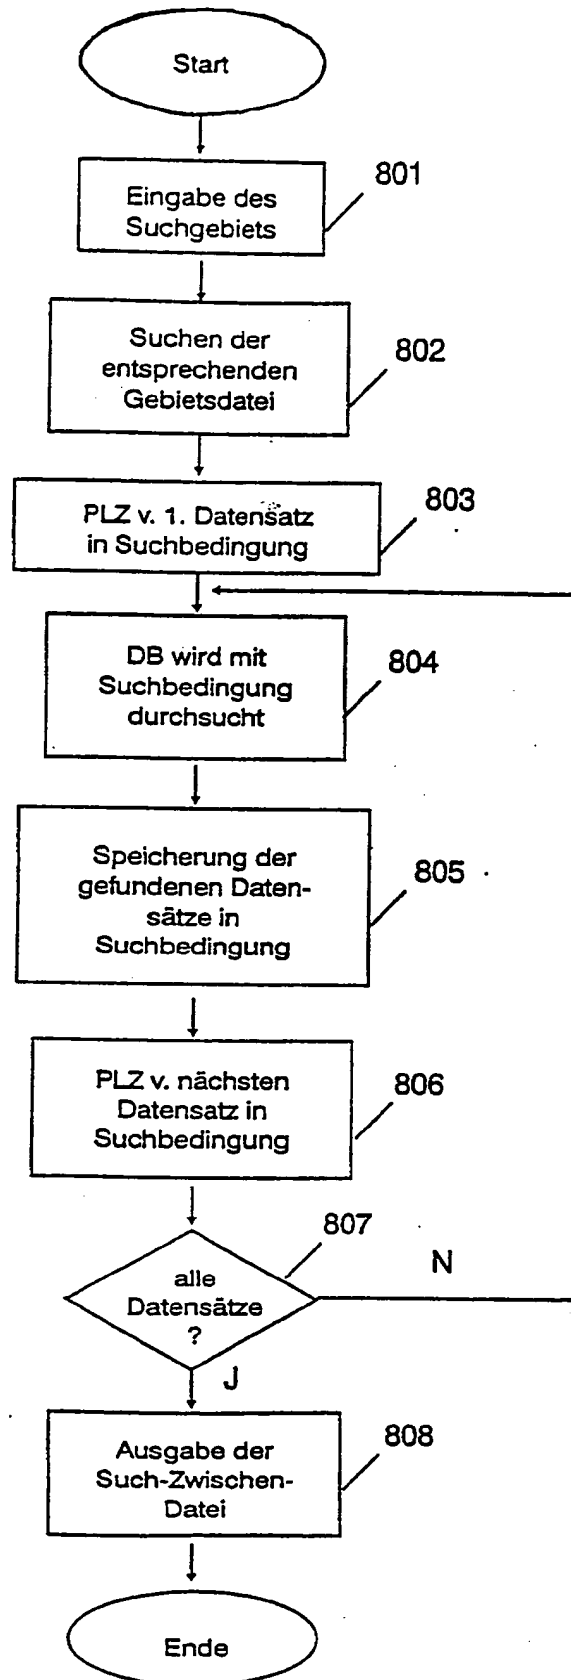 Start
801
Eingabe des
Suchgebiets
802
Suchen der
entsprechenden
Gebietsdatei
803
PLZ v. 1. Datensatz
in Suchbedingung
804
DB wird mit
Suchbedingung
durchsucht
805
Speicherung der
gefundenen Daten-
sätze in
Suchbedingung
806
PLZ v. nächsten
Datensatz in
Suchbedingung
807
N
alle
Datensätze
?
J
808
Ausgabe der
Such-Zwischen-
Datei
Ende